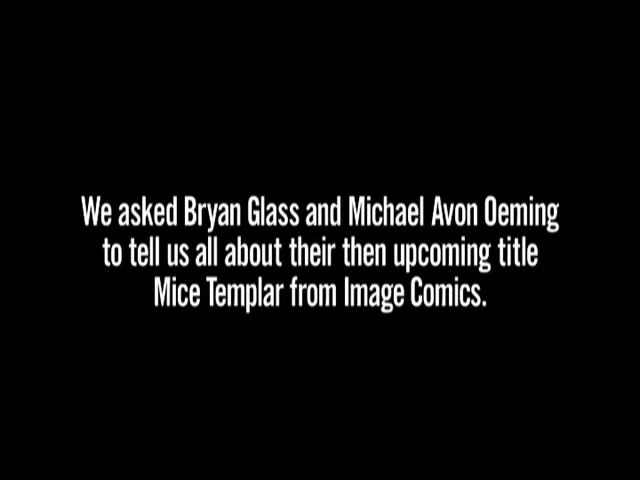 We asked Bryan Glass and Michael Avon Oeming
to tell us all about their then upcoming title
Mice Templar from Image Comics.